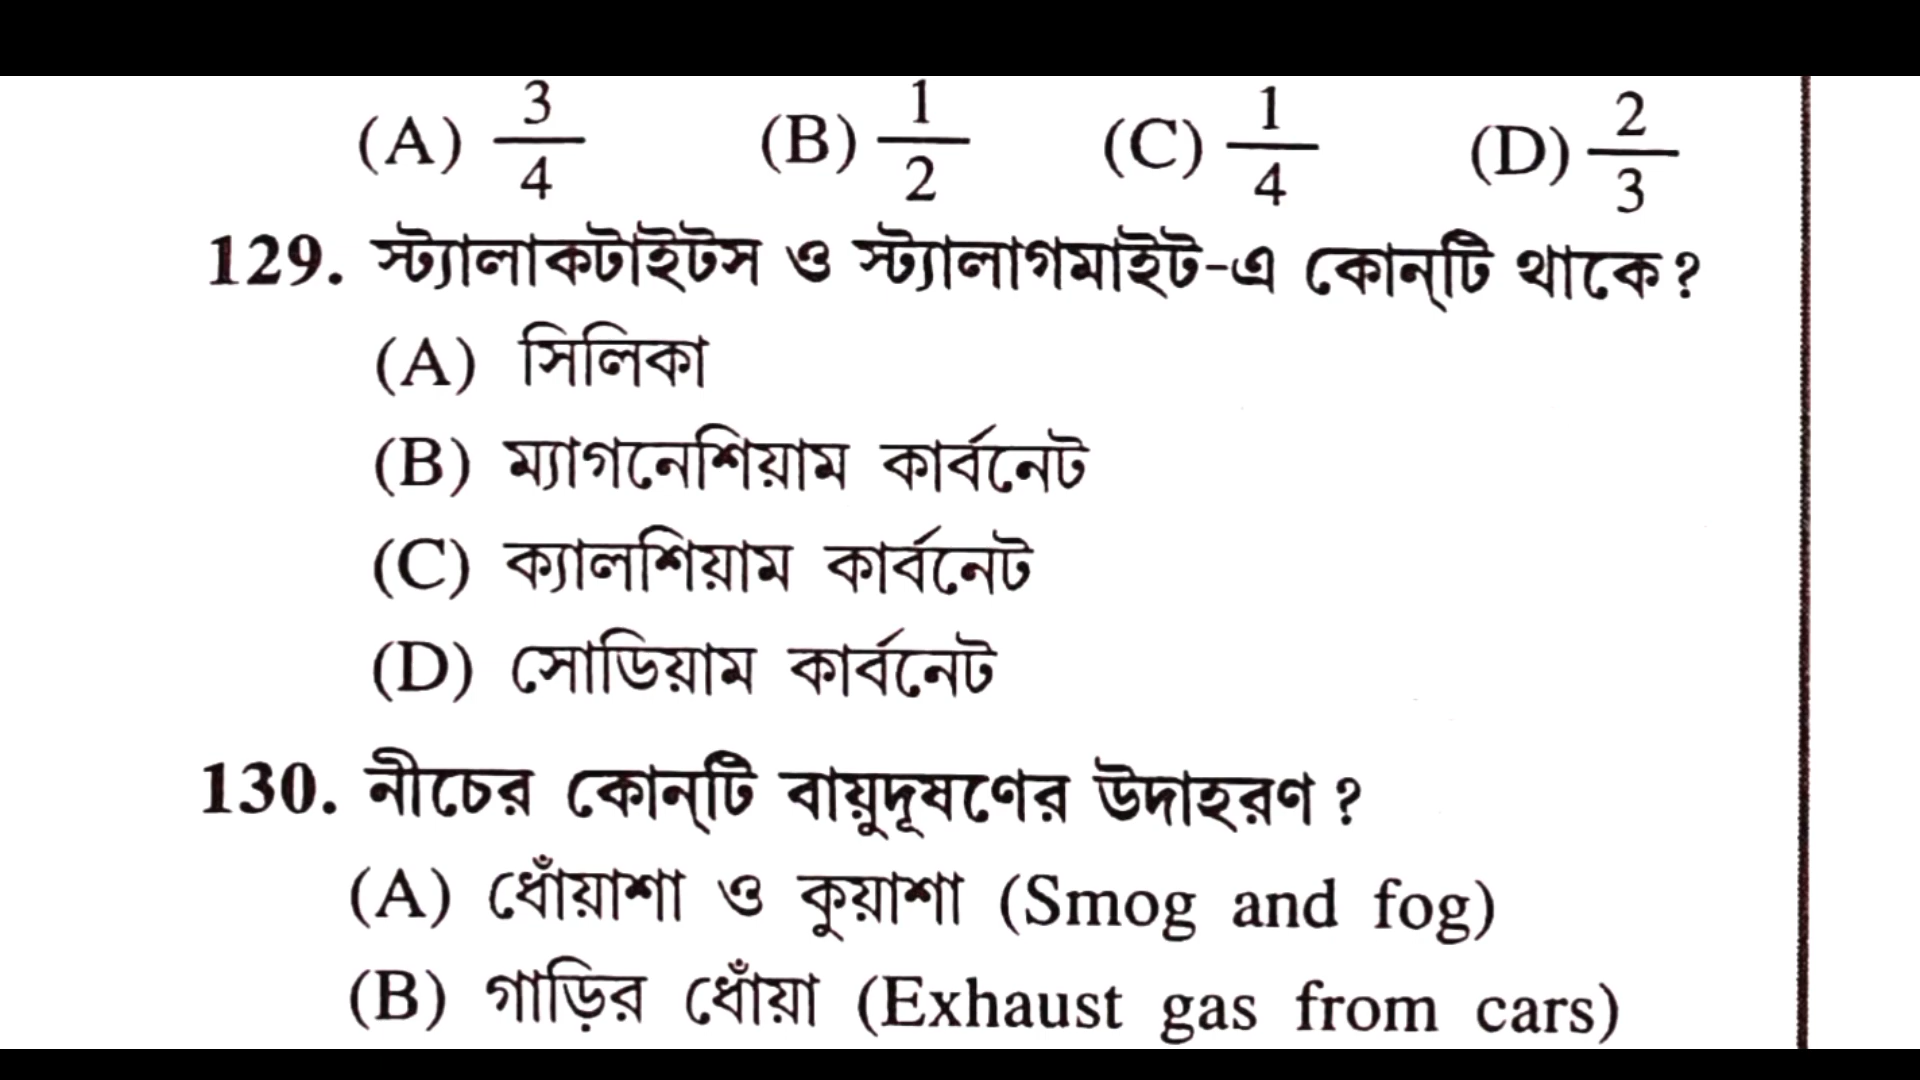 (A) 3/4 (B) 1/2 (C) 1/4 (D) 2/3
129. স্ট্যালাকটাইটস ও স্ট্যালাগমাইট-এ কোন্‌টি থাকে?
(A) সিলিকা
(B) ম্যাগনেশিয়াম কার্বনেট
(C) ক্যালশিয়াম কার্বনেট
(D) সোডিয়াম কার্বনেট
130. নীচের কোন্‌টি বায়ুদূষণের উদাহরণ?
(A) ধোঁয়াশা ও কুয়াশা (Smog and fog)
(B) গাড়ির ধোঁয়া (Exhaust gas from cars)